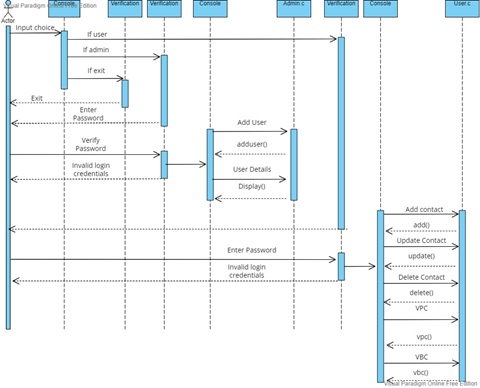 Visual Paradigm Online Free Edition
Console
Verification
Verification
Console
Admin.c
Verification
Console
User.c
Actor
Input choice
If user
If admin
If exit
Exit
Enter
Password
Add User
Verify
Password
adduser()
Invalid login
credentials
User Details
Display()
Add contact
add()
Update Contact
Enter Password
update()
Invalid login
credentials
Delete Contact
delete()
VPC
vpc()
VBC
vbc()
Visual Paradigm Online Free Edition